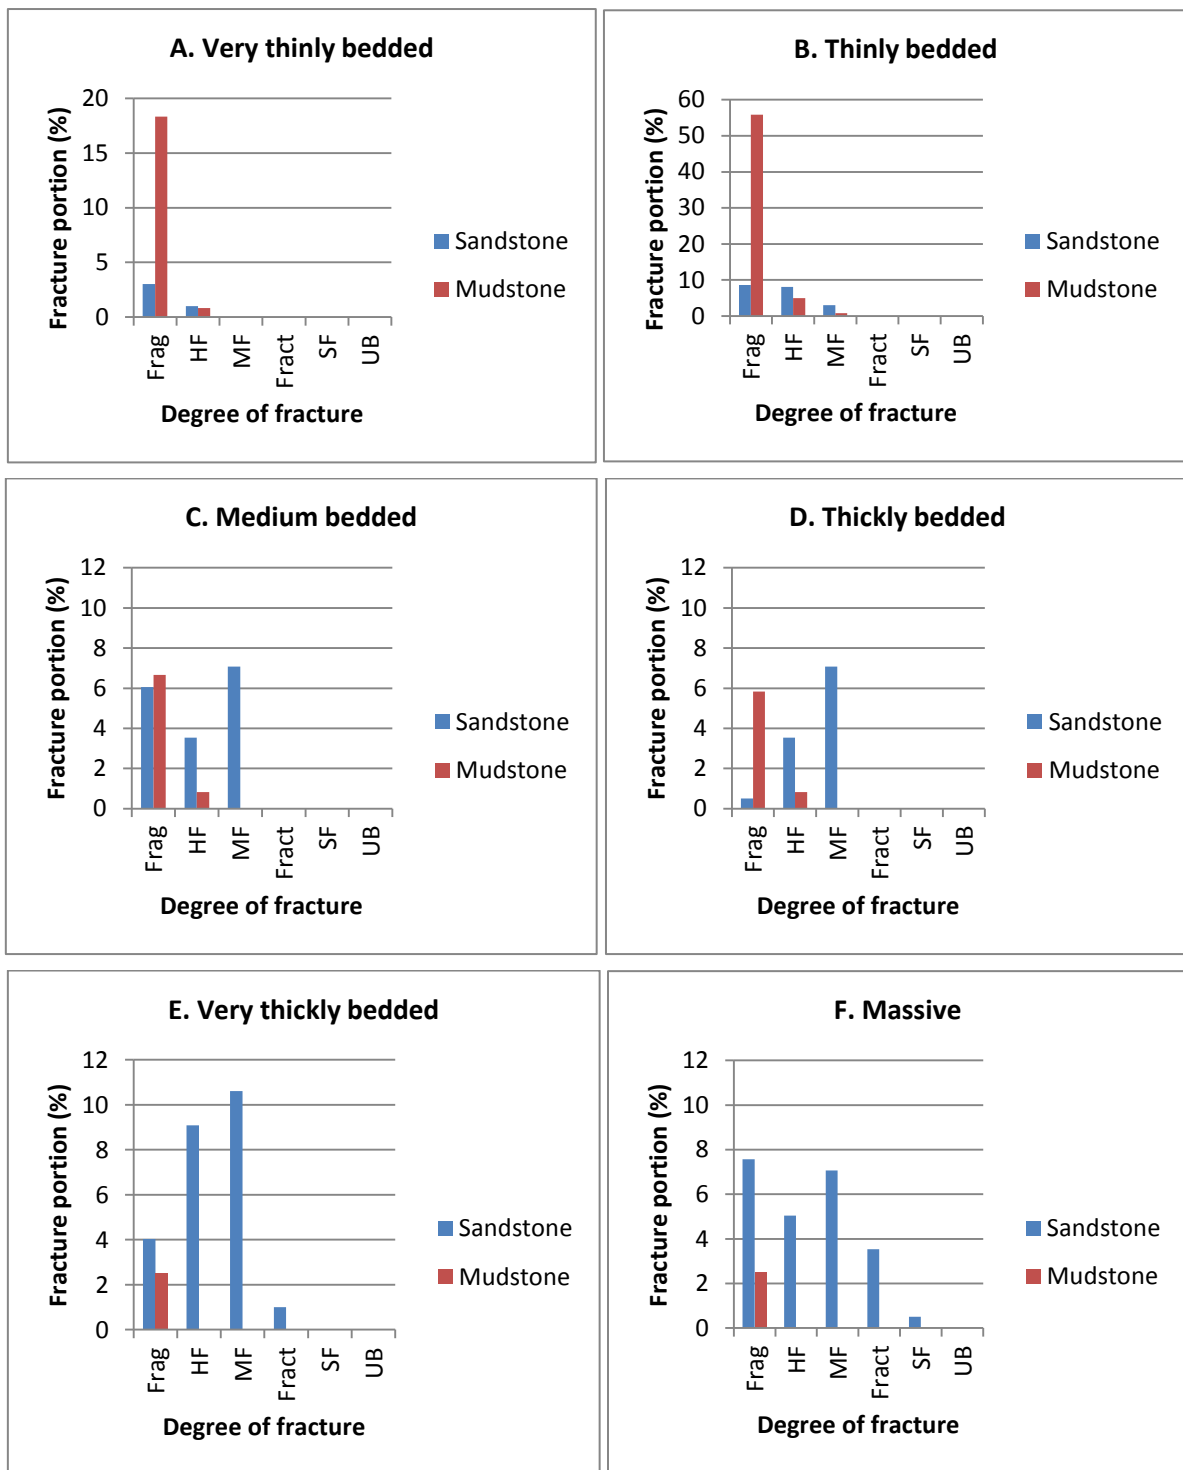 A. Very thinly bedded
Fracture portion (%)
20
15
10
5
0
Frag
HF
MF
Fract
SF
UB
Degree of fracture
Sandstone
Mudstone
B. Thinly bedded
Fracture portion (%)
60
50
40
30
20
10
0
Frag
HF
MF
Fract
SF
UB
Degree of fracture
Sandstone
Mudstone
C. Medium bedded
Fracture portion (%)
12
10
8
6
4
2
0
Frag
HF
MF
Fract
SF
UB
Degree of fracture
Sandstone
Mudstone
D. Thickly bedded
Fracture portion (%)
12
10
8
6
4
2
0
Frag
HF
MF
Fract
SF
UB
Degree of fracture
Sandstone
Mudstone
E. Very thickly bedded
Fracture portion (%)
12
10
8
6
4
2
0
Frag
HF
MF
Fract
SF
UB
Degree of fracture
Sandstone
Mudstone
F. Massive
Fracture portion (%)
12
10
8
6
4
2
0
Frag
HF
MF
Fract
SF
UB
Degree of fracture
Sandstone
Mudstone